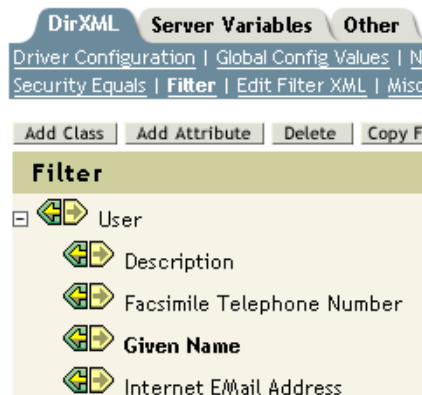 DirXML Server Variables Other
Driver Configuration | Global Config Values | N
Security Equals | Filter | Edit Filter XML | Misc
Add Class Add Attribute Delete Copy F
Filter
User
Description
Facsimile Telephone Number
Given Name
Internet EMail Address